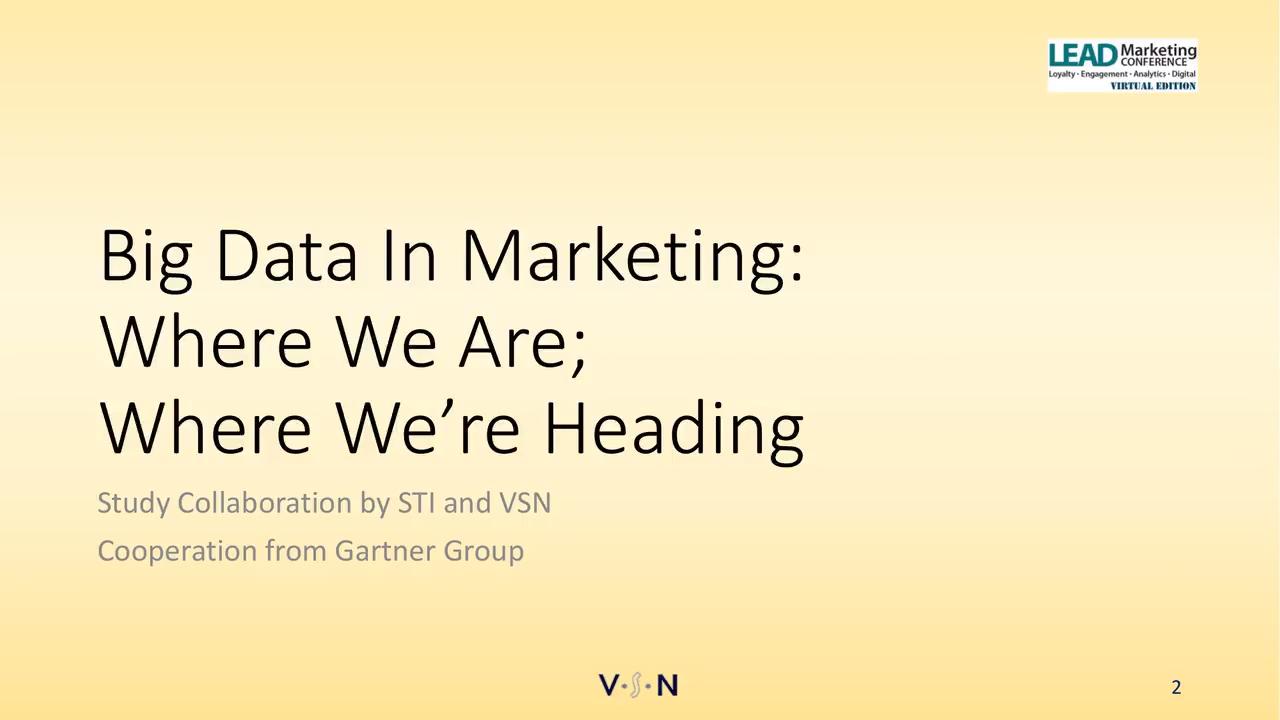 LEAD Marketing
CONFERENCE
Loyalty • Engagement • Analytics • Digital
VIRTUAL EDITION
Big Data In Marketing:
Where We Are;
Where We’re Heading
Study Collaboration by STI and VSN
Cooperation from Gartner Group
V•S•N
2